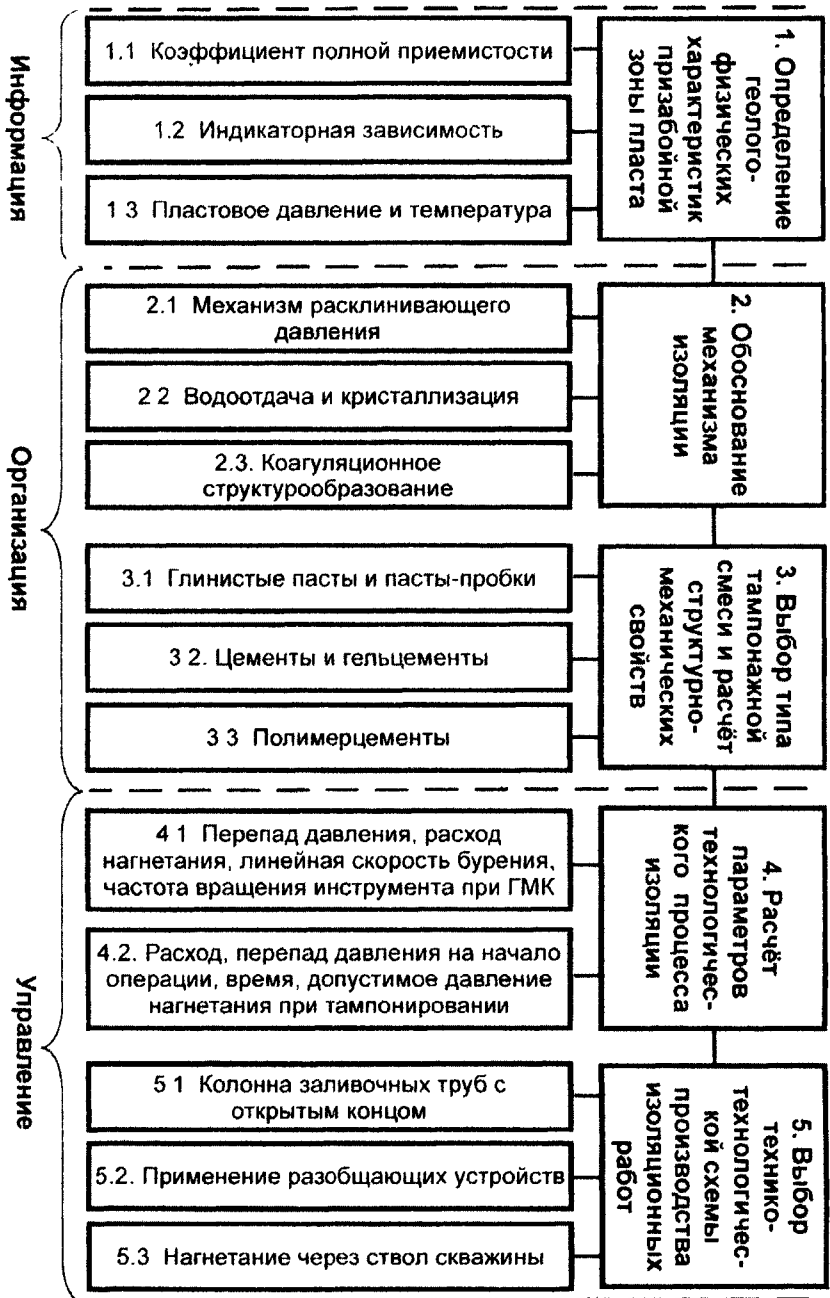 Информация
1.1 Коэффициент полной приемистости
1.2 Индикаторная зависимость
1 3 Пластовое давление и температура
1. Определение
геолого-
физических
характеристик
призабойной
зоны пласта
Организация
2.1 Механизм расклинивающего
давления
2 2 Водоотдача и кристаллизация
2.3. Коагуляционное
структурообразование
2. Обоснование
механизма
изоляции
3.1 Глинистые пасты и пасты-пробки
3 2. Цементы и гельцементы
3 3 Полимерцементы
3. Выбор типа
тампонажной
смеси и расчёт
структурно-
механических
свойств
Управление
4 1 Перепад давления, расход
нагнетания, линейная скорость бурения,
частота вращения инструмента при ГМК
4.2. Расход, перепад давления на начало
операции, время, допустимое давление
нагнетания при тампонировании
4. Расчёт
параметров
технологичес-
кого процесса
изоляции
5 1 Колонна заливочных труб с
открытым концом
5.2. Применение разобщающих устройств
5.3 Нагнетание через ствол скважины
5. Выбор
технико-
технологичес-
кой схемы
производства
изоляционных
работ